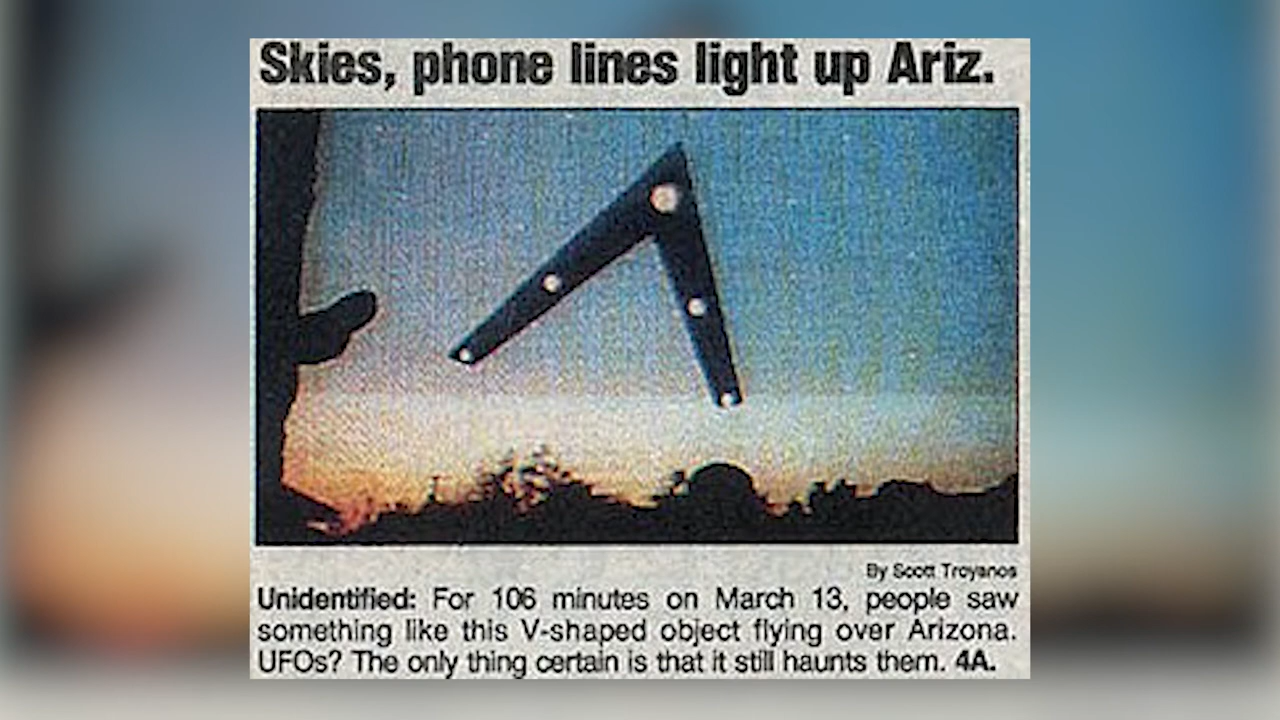 Skies, phone lines light up Ariz.
By Scott Troyanos
Unidentified: For 106 minutes on March 13, people saw
something like this V-shaped object flying over Arizona.
UFOs? The only thing certain is that it still haunts them. 4A.